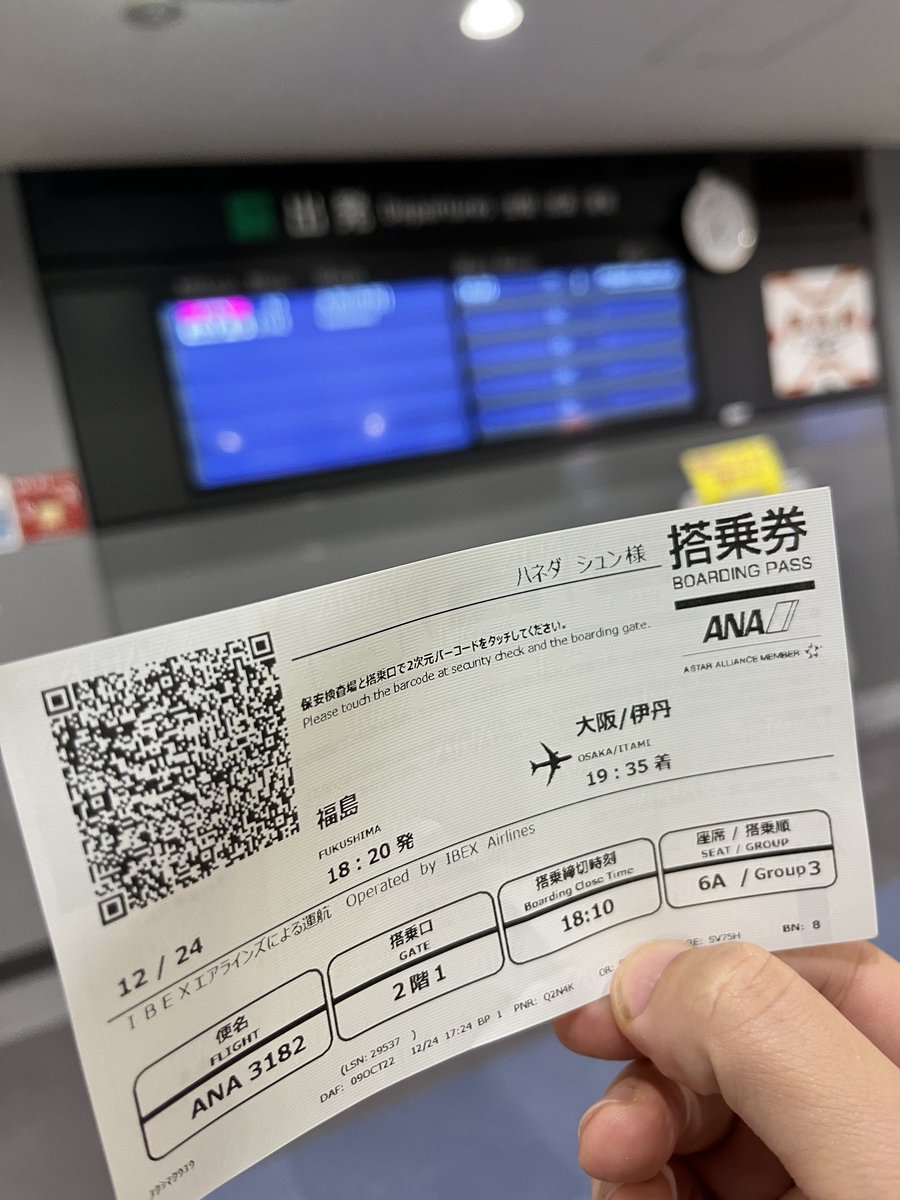 出発 Departures
ハネダ シュン様
搭乗券
BOARDING PASS
ANA
A STAR ALLIANCE MEMBER
保安検査場と搭乗口で2次元バーコードをタッチしてください。
Please touch the barcode at security check and the boarding gate.
福島
FUKUSHIMA
18:20 発
大阪/伊丹
OSAKA/ITAMI
19:35 着
12 / 24
IBEXエアラインズによる運航 Operated by IBEX Airlines
便名
FLIGHT
ANA 3182
搭乗口
GATE
2階1
搭乗締切時刻
Boarding Close Time
18:10
座席 / 搭乗順
SEAT / GROUP
6A / Group 3
(LSN: 29537 )
DAF: 09OCT22 12/24 17:24 BP 1 PNR: Q2N4K OR: SV75H BN: 8